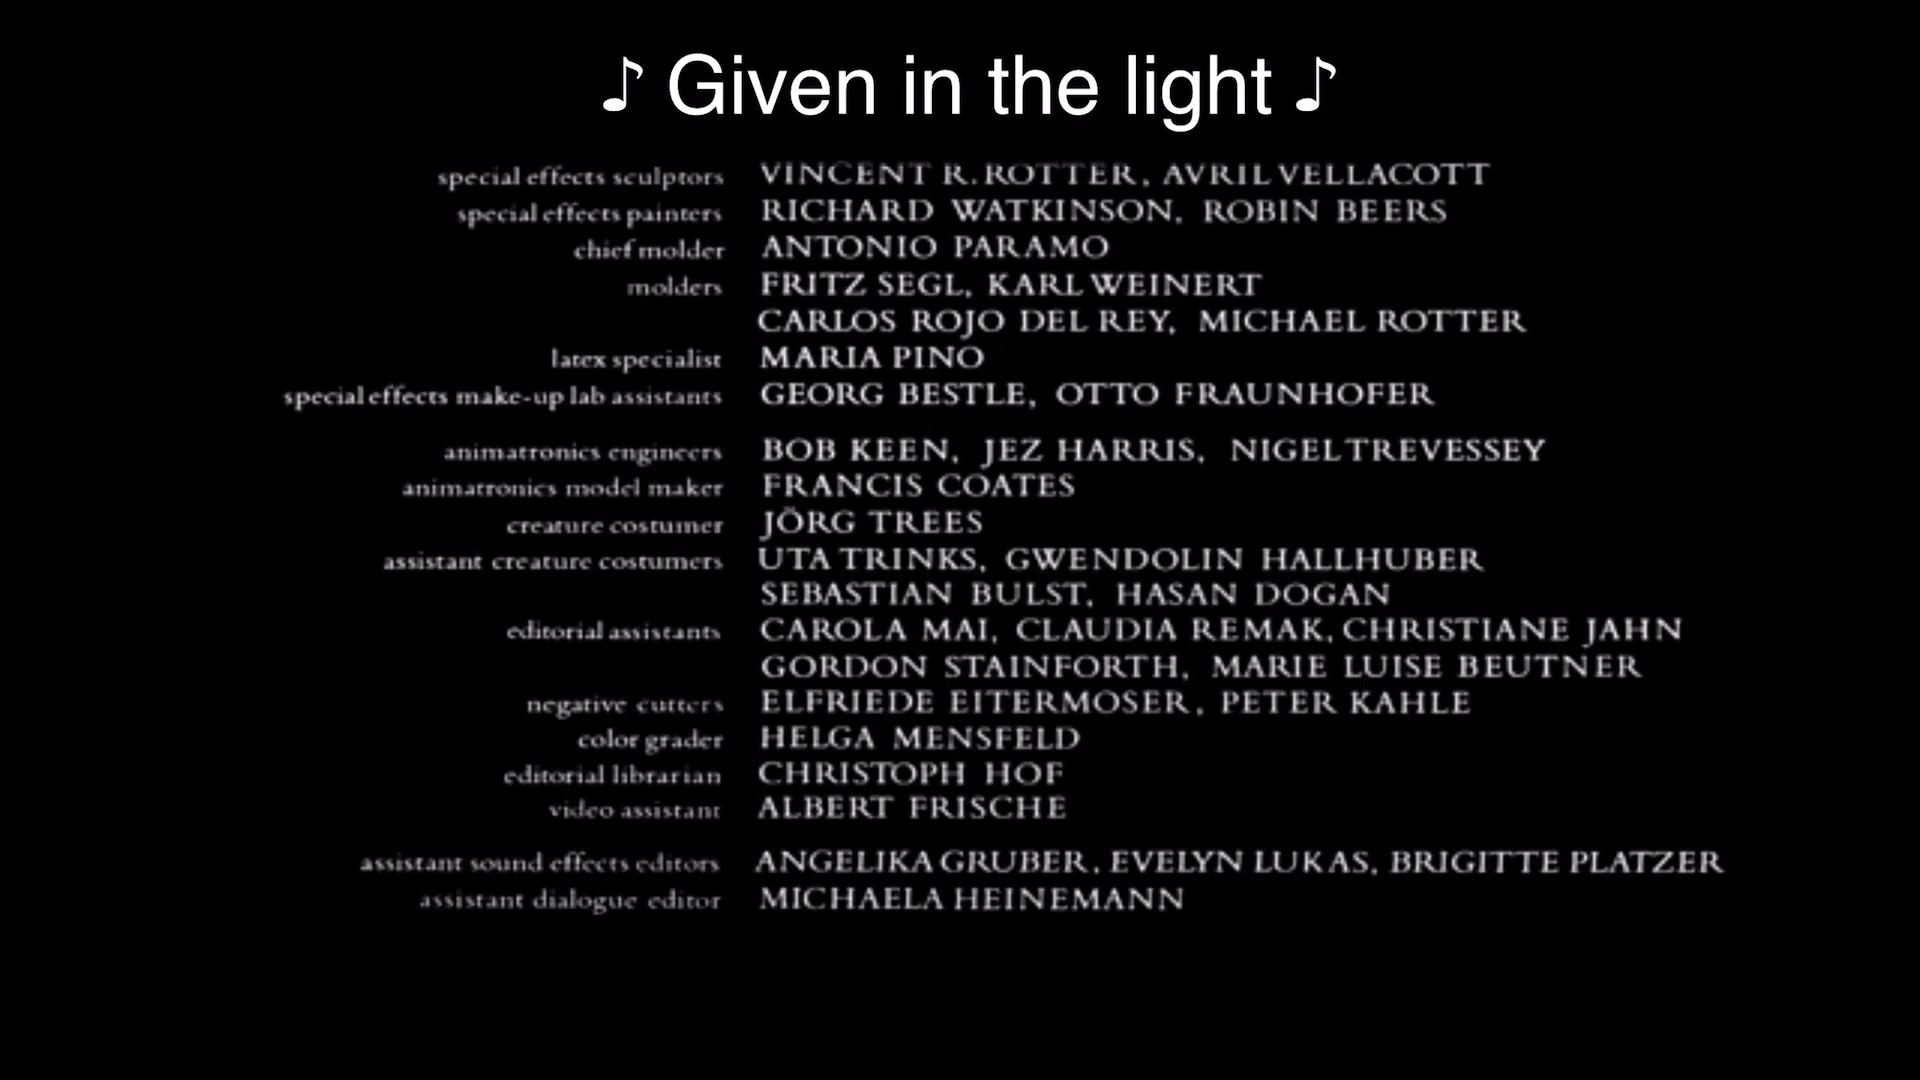 ♪ Given in the light ♪
special effects sculptors VINCENT R. ROTTER, AVRIL VELLACOTT
special effects painters RICHARD WATKINSON, ROBIN BEERS
chief molder ANTONIO PARAMO
molders FRITZ SEGL, KARL WEINERT
CARLOS ROJO DEL REY, MICHAEL ROTTER
latex specialist MARIA PINO
special effects make-up lab assistants GEORG BESTLE, OTTO FRAUNHOFER
animatronics engineers BOB KEEN, JEZ HARRIS, NIGEL TREVESSEY
animatronics model maker FRANCIS COATES
creature costumer JÖRG TREES
assistant creature costumers UTA TRINKS, GWENDOLIN HALLHUBER
SEBASTIAN BULST, HASAN DOGAN
editorial assistants CAROLA MAI, CLAUDIA REMAK, CHRISTIANE JAHN
GORDON STAINFORTH, MARIE LUISE BEUTNER
negative cutters ELFRIEDE EITERMOSER, PETER KAHLE
color grader HELGA MENSFELD
editorial librarian CHRISTOPH HOF
video assistant ALBERT FRISCHE
assistant sound effects editors ANGELIKA GRUBER, EVELYN LUKAS, BRIGITTE PLATZER
assistant dialogue editor MICHAELA HEINEMANN